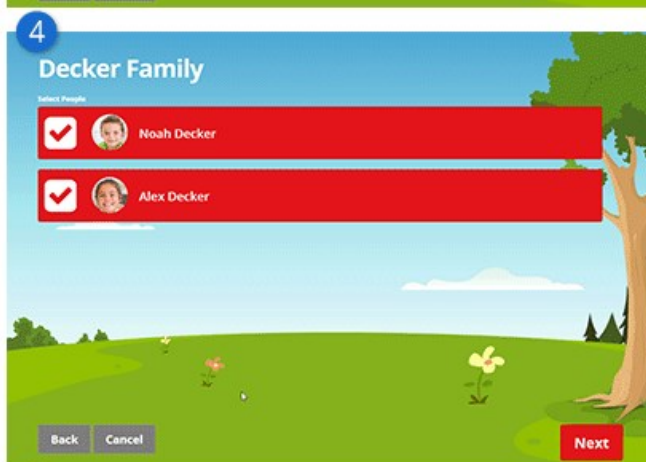 4
Decker Family
Select People
Noah Decker
Alex Decker
Back Cancel
Next